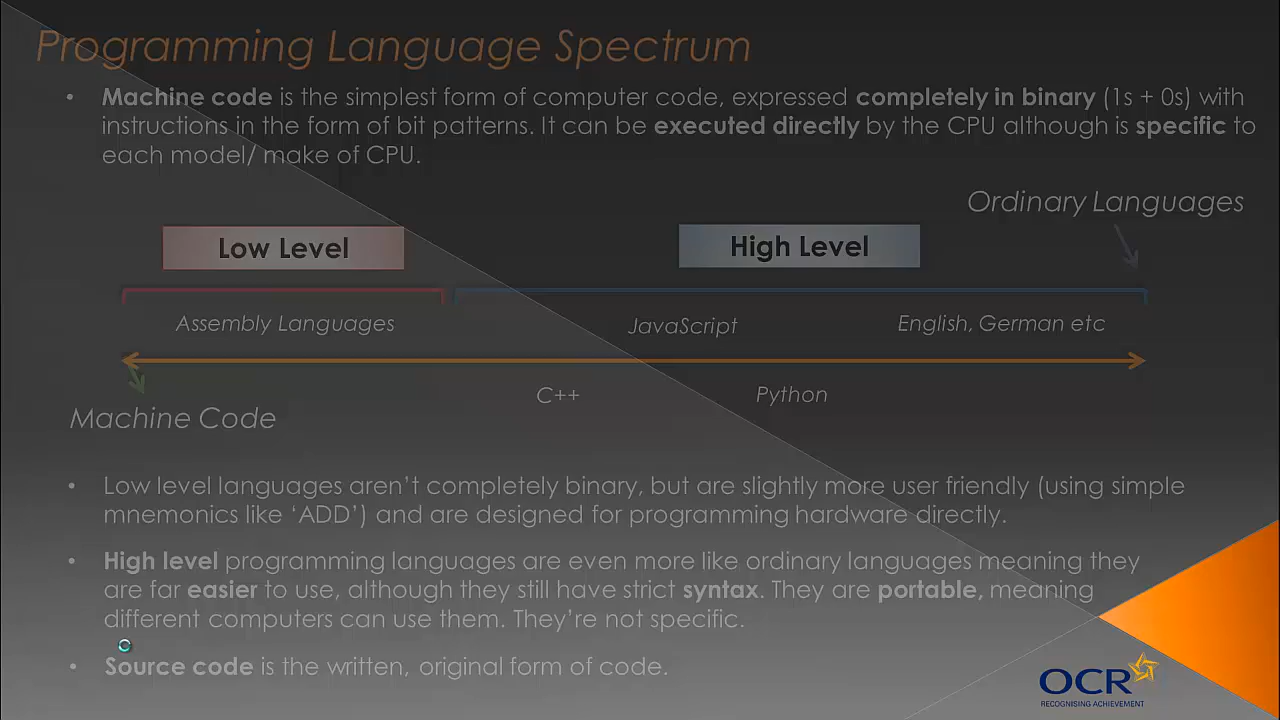 Programming Language Spectrum
• Machine code is the simplest form of computer code, expressed completely in binary (1s + 0s) with
instructions in the form of bit patterns. It can be executed directly by the CPU although is specific to
each model/ make of CPU.
Ordinary Languages
Low Level
High Level
Assembly Languages
JavaScript
English, German etc
C++
Python
Machine Code
• Low level languages aren't completely binary, but are slightly more user friendly (using simple
mnemonics like 'ADD') and are designed for programming hardware directly.
• High level programming languages are even more like ordinary languages meaning they
are far easier to use, although they still have strict syntax. They are portable, meaning
different computers can use them. They're not specific.
• Source code is the written, original form of code.
OCR
RECOGNISING ACHIEVEMENT